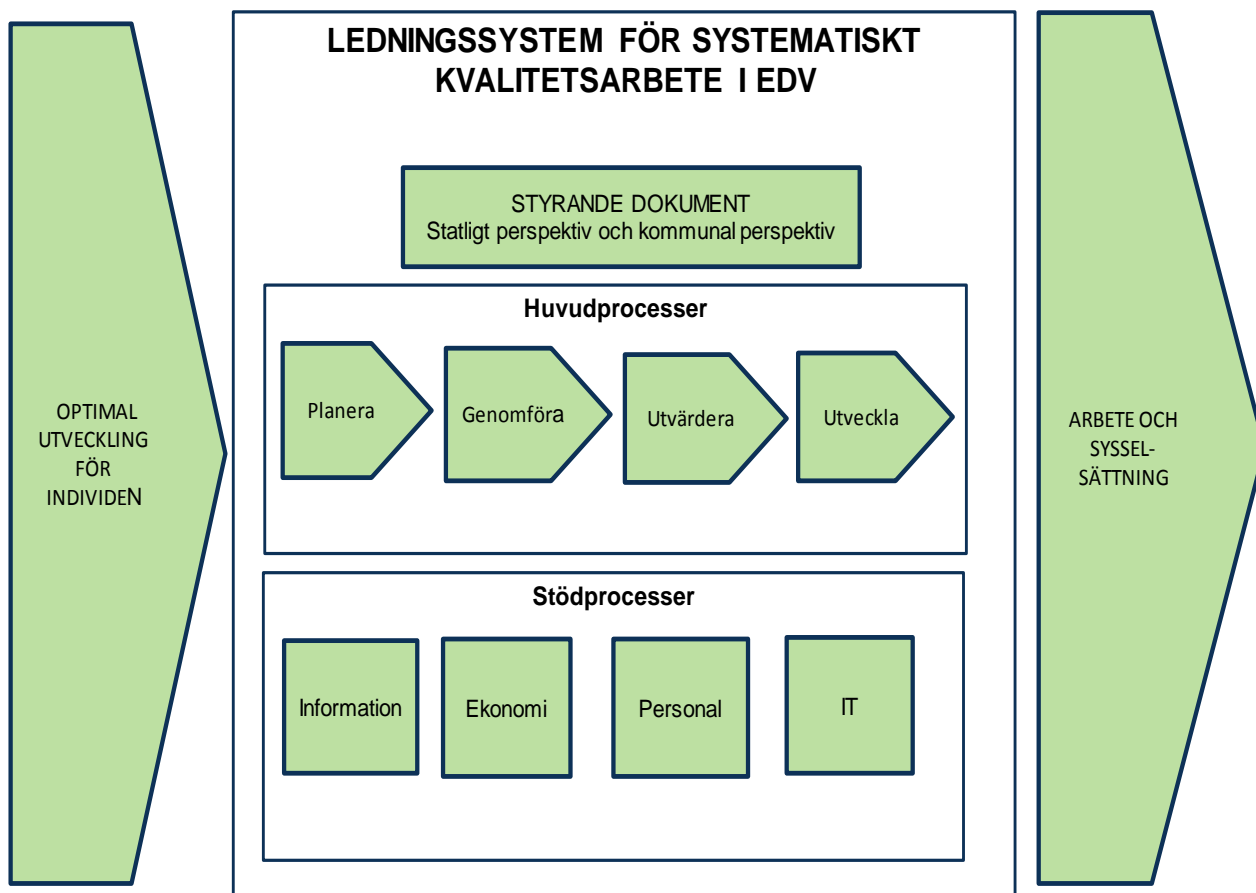 LEDNINGSSYSTEM FÖR SYSTEMATISKT
KVALITETSARBETE I EDV
STYRANDE DOKUMENT
Statligt perspektiv och kommunal perspektiv
Huvudprocesser
Planera
Genomföra
Utvärdera
Utveckla
OPTIMAL
UTVECKLING
FÖR
INDIVIDEN
ARBETE OCH
SYSSEL-
SÄTTNING
Stödprocesser
Information
Ekonomi
Personal
IT